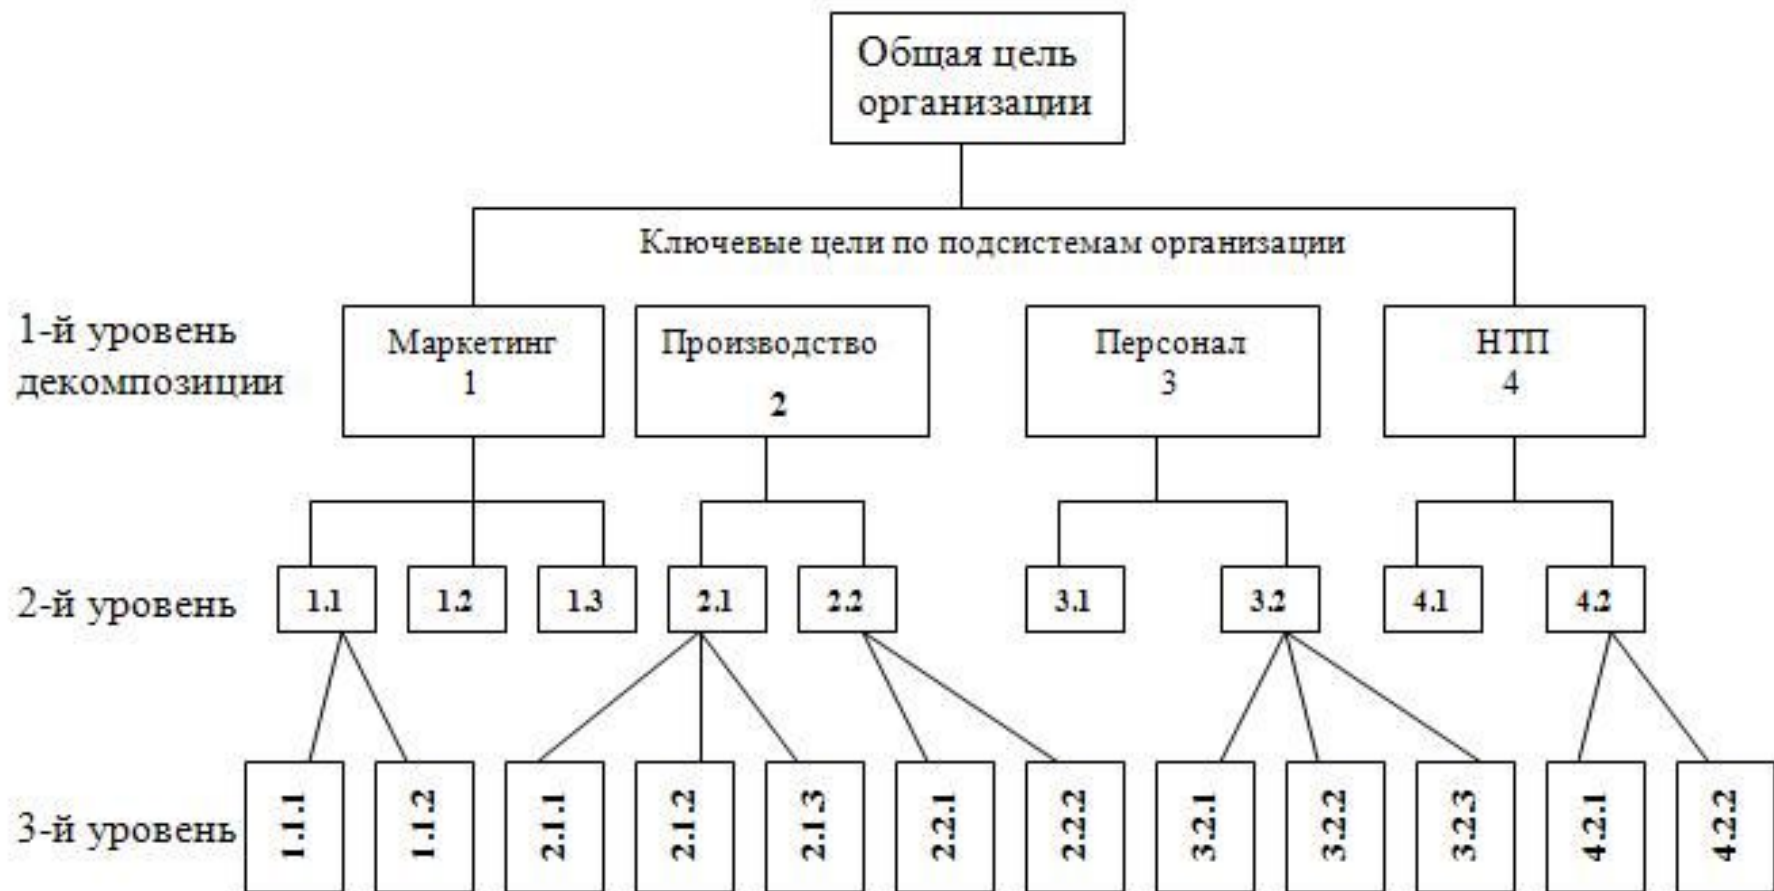 Общая цель
организации
Ключевые цели по подсистемам организации
1-й уровень
декомпозиции
Маркетинг
1
Производство
2
Персонал
3
НТП
4
2-й уровень
1.1
1.2
1.3
2.1
2.2
3.1
3.2
4.1
4.2
3-й уровень
1.1.1
1.1.2
2.1.1
2.1.2
2.1.3
2.2.1
2.2.2
3.2.1
3.2.2
3.2.3
4.2.1
4.2.2